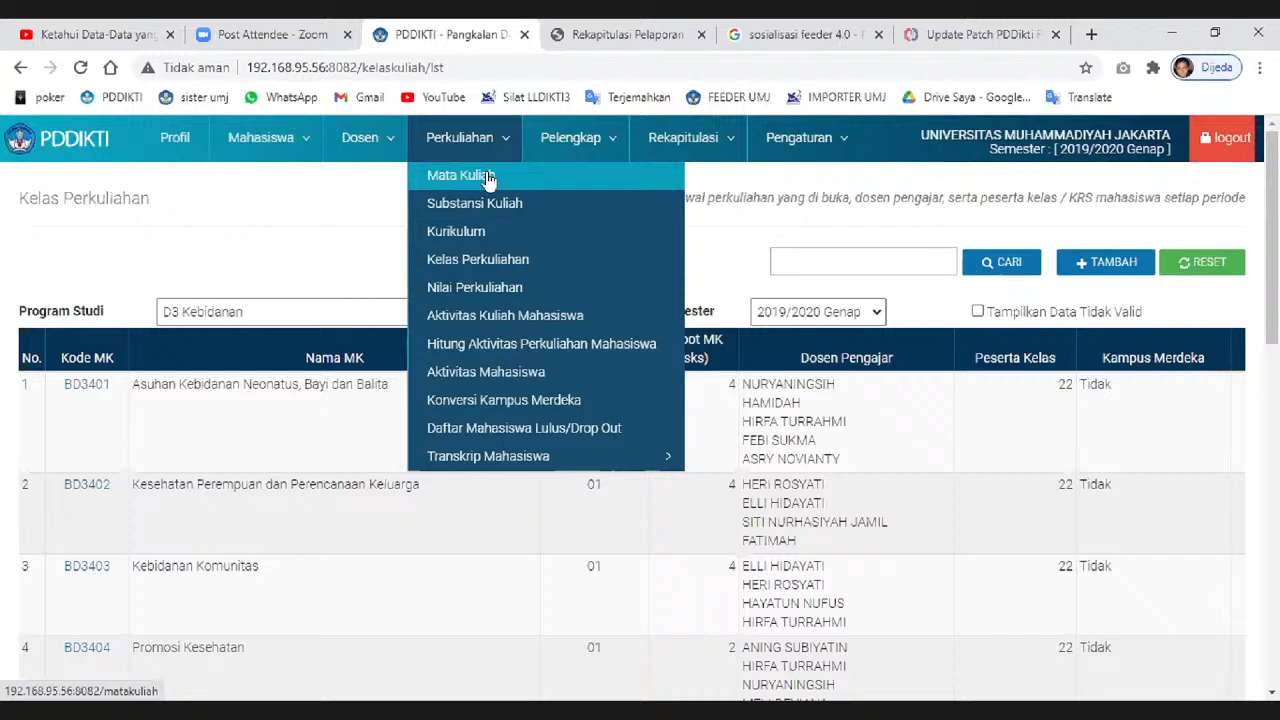 Ketahui Data-Data yang
Post Attendee - Zoom
PDDIKTI - Pangkalan D
Rekapitulasi Pelaporan
sosialisasi feeder 4.0 -
Update Patch PDDikti F
Tidak aman
192.168.95.56:8082/kelaskuliah/lst
Dijeda
poker
PDDIKTI
sister umj
WhatsApp
Gmail
YouTube
Silat LLDIKTI3
Terjemahkan
FEEDER UMJ
IMPORTER UMJ
Drive Saya - Google...
Translate
PDDIKTI
Profil
Mahasiswa
Dosen
Perkuliahan
Pelengkap
Rekapitulasi
Pengaturan
UNIVERSITAS MUHAMMADIYAH JAKARTA
Semester : [ 2019/2020 Genap ]
logout
Mata Kuliah
Substansi Kuliah
Kurikulum
Kelas Perkuliahan
Nilai Perkuliahan
Aktivitas Kuliah Mahasiswa
Hitung Aktivitas Perkuliahan Mahasiswa
Aktivitas Mahasiswa
Konversi Kampus Merdeka
Daftar Mahasiswa Lulus/Drop Out
Transkrip Mahasiswa
Kelas Perkuliahan
wal perkuliahan yang di buka, dosen pengajar, serta peserta kelas / KRS mahasiswa setiap periode
CARI
TAMBAH
RESET
Program Studi
D3 Kebidanan
ester
2019/2020 Genap
Tampilkan Data Tidak Valid
No.
Kode MK
Nama MK
ot MK
sks)
Dosen Pengajar
Peserta Kelas
Kampus Merdeka
1 BD3401 Asuhan Kebidanan Neonatus, Bayi dan Balita 4 NURYANINGSIH 22 Tidak
HAMIDAH
HIRFA TURRAHMI
FEBI SUKMA
ASRY NOVIANTY
2 BD3402 Kesehatan Perempuan dan Perencanaan Keluarga 01 4 HERI ROSYATI 22 Tidak
ELLI HIDAYATI
SITI NURHASIYAH JAMIL
FATIMAH
3 BD3403 Kebidanan Komunitas 01 4 ELLI HIDAYATI 22 Tidak
HERI ROSYATI
HAYATUN NUFUS
HIRFA TURRAHMI
4 BD3404 Promosi Kesehatan 01 2 ANING SUBIYATIN 22 Tidak
HIRFA TURRAHMI
NURYANINGSIH
192.168.95.56:8082/matakuliah